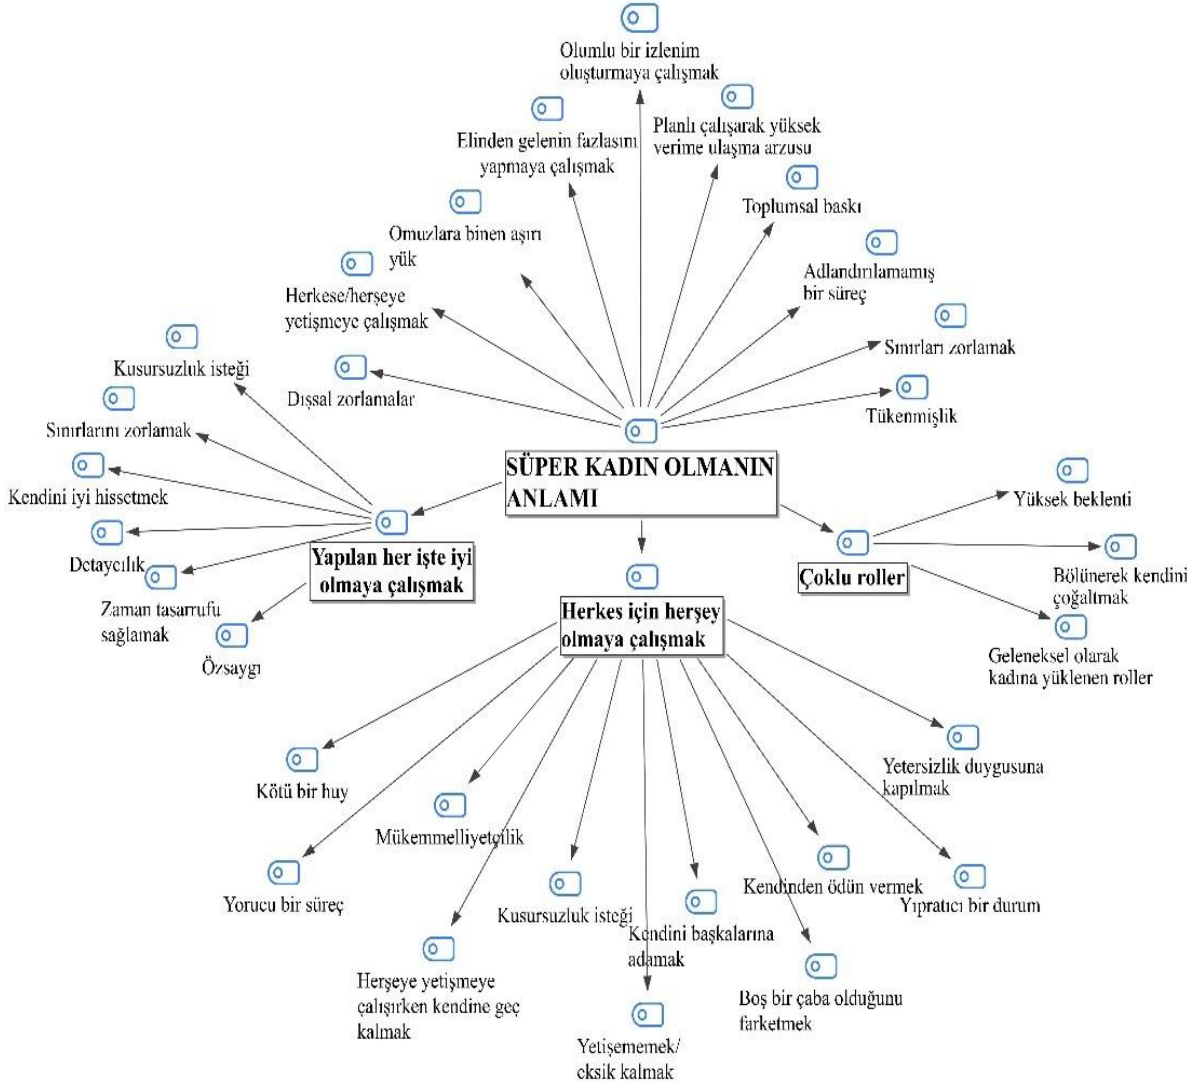 Olumlu bir izlenim
oluşturmaya çalışmak
Elinden gelenin fazlasını
yapmaya çalışmak
Planlı çalışarak yüksek
verime ulaşma arzusu
Toplumsal baskı
Omuzlara binen aşırı
yük
Adlandırılamamış
bir süreç
Herkese/herşeye
yetişmeye çalışmak
Sınırları zorlamak
Dışsal zorlamalar
Tükenmişlik
SÜPER KADIN OLMANIN
ANLAMI
Kusursuzluk isteği
Sınırlarını zorlamak
Kendini iyi hissetmek
Detaycılık
Zaman tasarrufu
sağlamak
Özsaygı
Yapılan her işte iyi
olmaya çalışmak
Herkes için herşey
olmaya çalışmak
Çoklu roller
Yüksek beklenti
Bölünerek kendini
çoğaltmak
Geleneksel olarak
kadına yüklenen roller
Kötü bir huy
Yorucu bir süreç
Mükemmelliyetçilik
Herşeye yetişmeye
çalışırken kendine geç
kalmak
Kusursuzluk isteği
Yetişememek/
eksik kalmak
Kendini başkalarına
adamak
Boş bir çaba olduğunu
farketmek
Kendinden ödün vermek
Yıpratıcı bir durum
Yetersizlik duygusuna
kapılmak